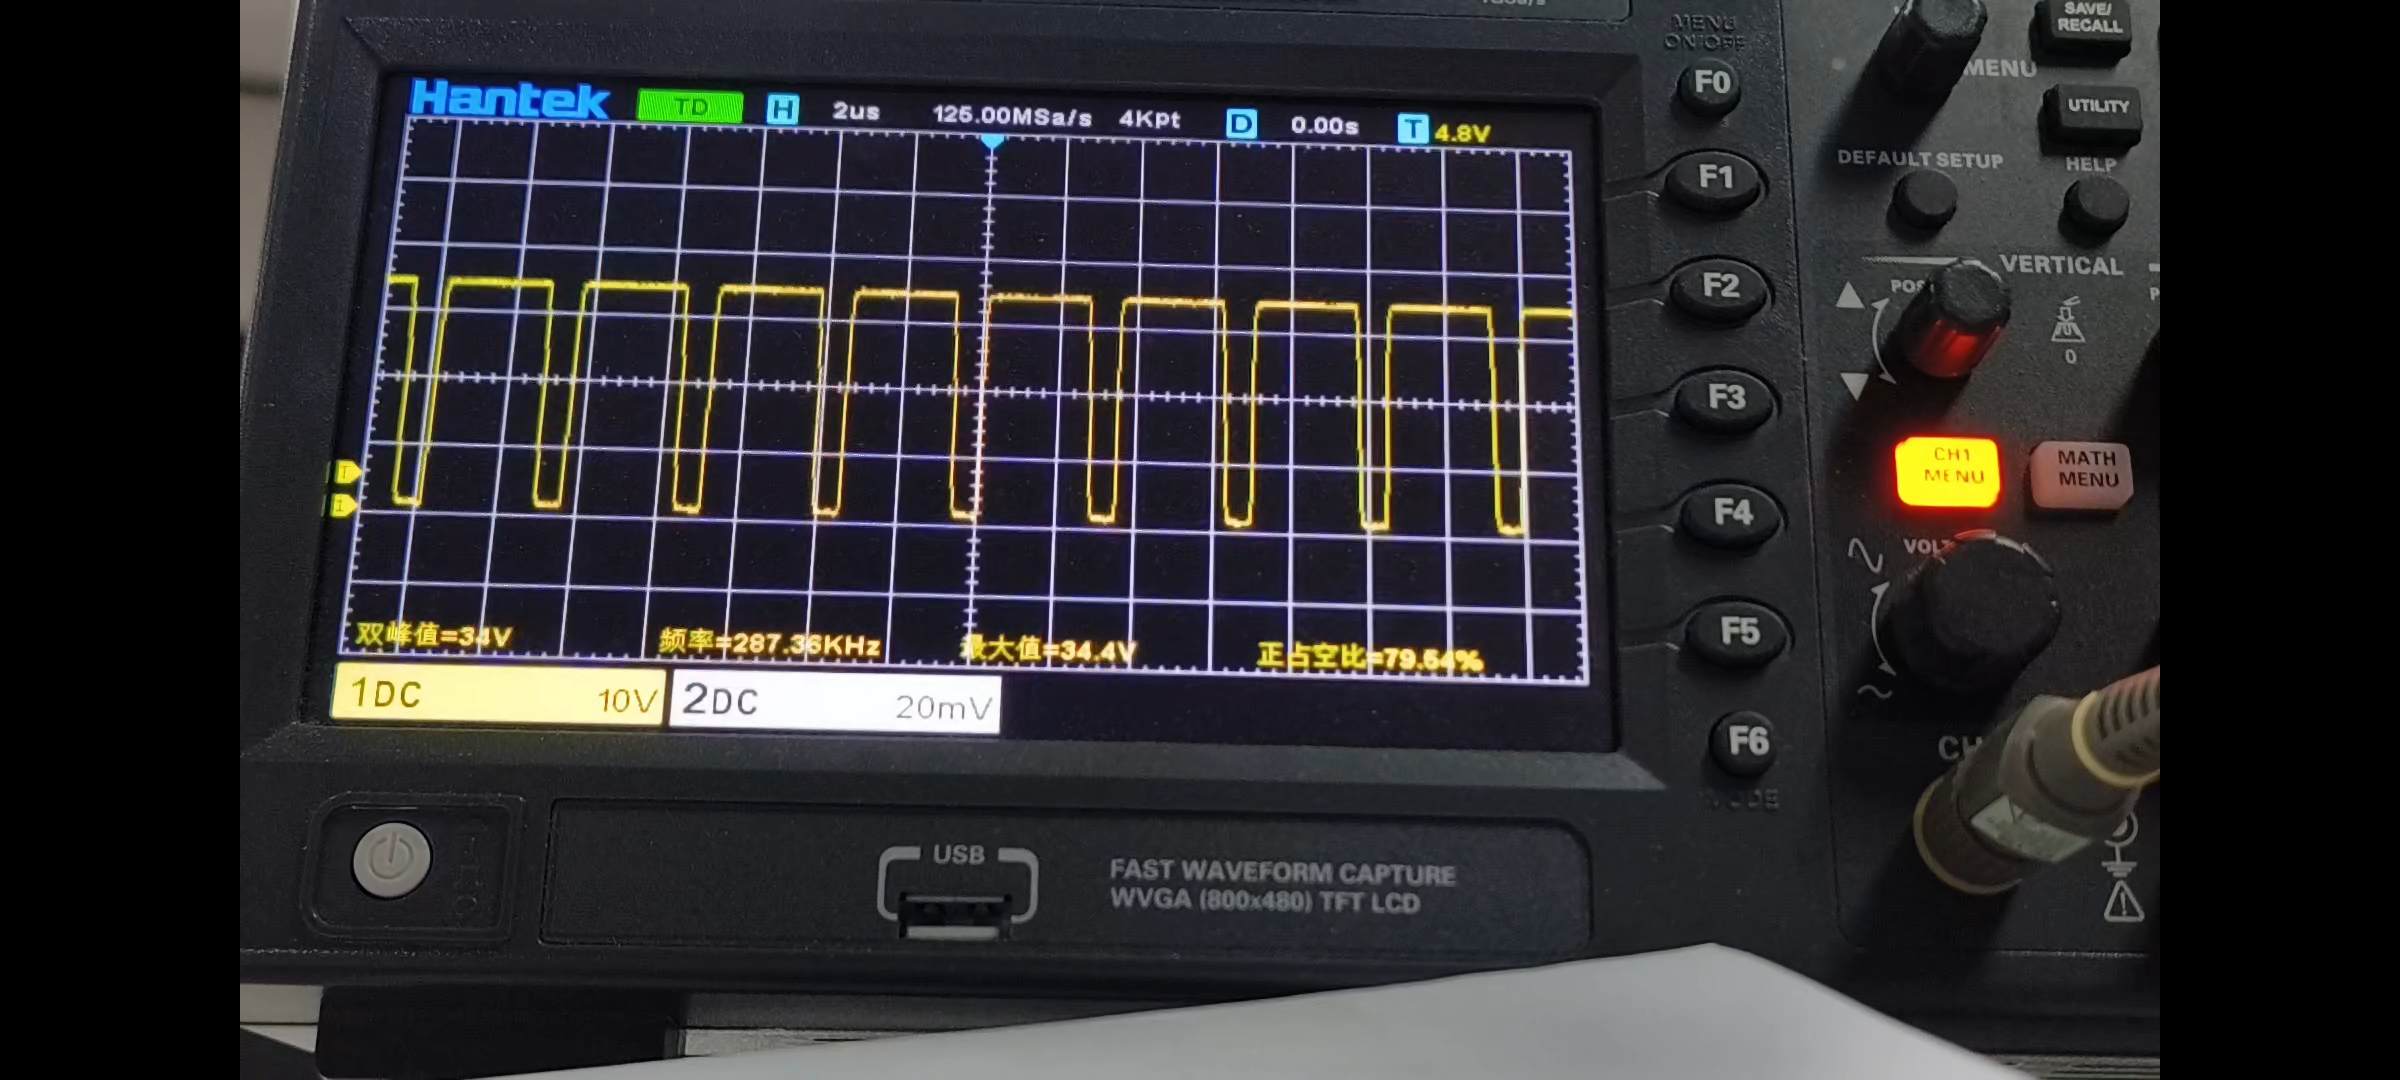 Hantek TD H 2us 125.00MSa/s 4Kpt D 0.00s T 4.8V
T
1
双峰值=34V 频率=287.36KHz 最大值=34.4V 正占空比=79.54%
1DC 10V 2DC 20mV
USB
FAST WAVEFORM CAPTURE
WVGA (800x480) TFT LCD
MENU
ON/OFF
F0
F1
F2
F3
F4
F5
F6
MODE
SAVE/
RECALL
MENU
UTILITY
DEFAULT SETUP
HELP
VERTICAL
0
CH1
MENU
MATH
MENU